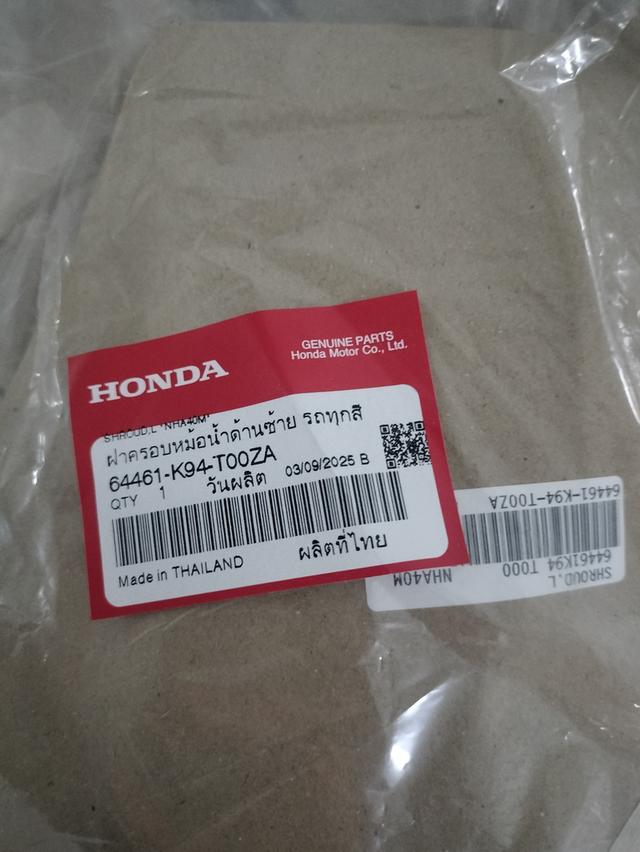 HONDA
GENUINE PARTS
Honda Motor Co., Ltd.
SHROUD,L *NHA40M*
ฝาครอบหม้อน้ำด้านซ้าย รถทุกสี
64461-K94-T00ZA
QTY 1 วันผลิต 03/09/2025 B
Made in THAILAND ผลิตที่ไทย
64461-K94-T00ZA
64461K94 T000
SHROUD,L
NHA40M